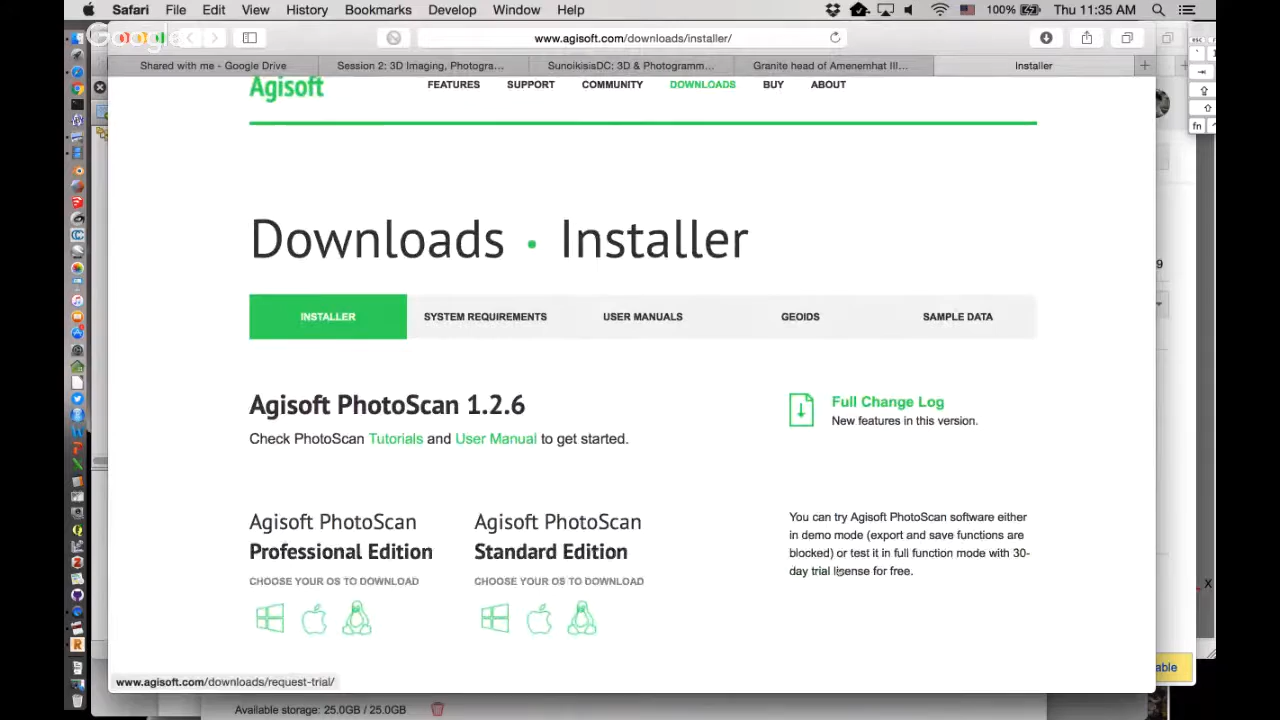 Safari File Edit View History Bookmarks Develop Window Help 100% Thu 11:35 AM
Google
www.agisoft.com/downloads/installer/
Shared with me - Google Drive Session 2: 3D Imaging, Photogra... SunoikisisDC: 3D & Photogramm... Granite head of Amenemhat III... Installer
Agisoft FEATURES SUPPORT COMMUNITY DOWNLOADS BUY ABOUT
Downloads · Installer
INSTALLER SYSTEM REQUIREMENTS USER MANUALS GEOIDS SAMPLE DATA
Agisoft PhotoScan 1.2.6
Check PhotoScan Tutorials and User Manual to get started.
Full Change Log
New features in this version.
Agisoft PhotoScan
Professional Edition
CHOOSE YOUR OS TO DOWNLOAD
Agisoft PhotoScan
Standard Edition
CHOOSE YOUR OS TO DOWNLOAD
You can try Agisoft PhotoScan software either
in demo mode (export and save functions are
blocked) or test it in full function mode with 30-
day trial license for free.
www.agisoft.com/downloads/request-trial/
Available storage: 25.0GB / 25.0GB
able
fn
9
X